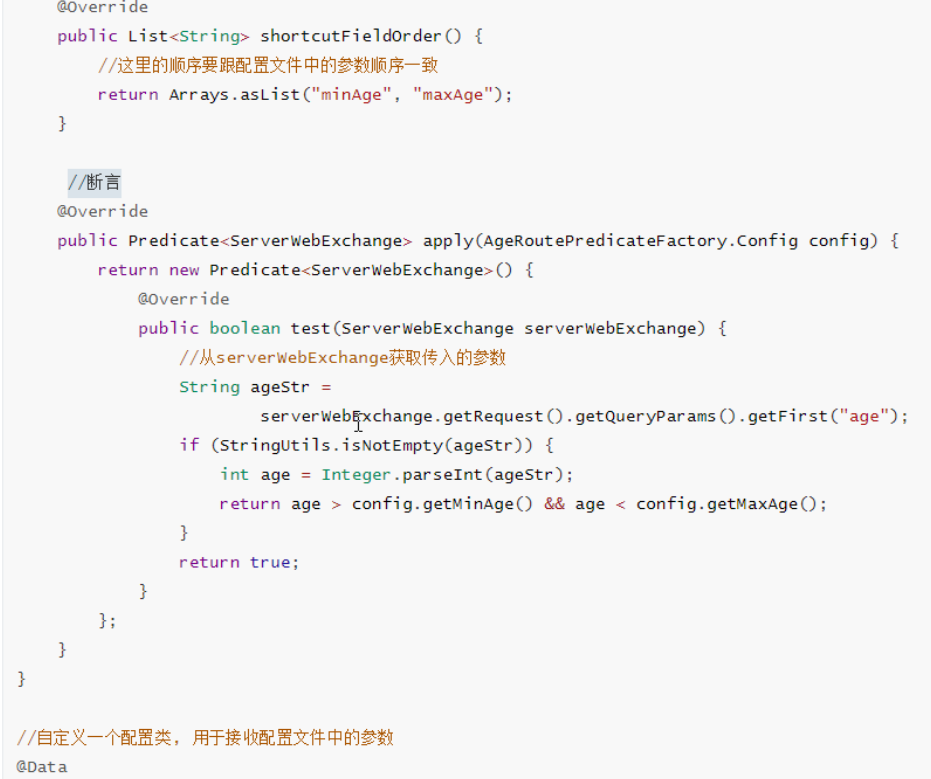 @Override
public List<String> shortcutFieldOrder() {
//这里的顺序要跟配置文件中的参数顺序一致
return Arrays.asList("minAge", "maxAge");
}
//断言
@Override
public Predicate<ServerWebExchange> apply(AgeRoutePredicateFactory.Config config) {
return new Predicate<ServerWebExchange>() {
@Override
public boolean test(ServerWebExchange serverWebExchange) {
//从serverWebExchange获取传入的参数
String ageStr =
serverWebExchange.getRequest().getQueryParams().getFirst("age");
if (StringUtils.isNotEmpty(ageStr)) {
int age = Integer.parseInt(ageStr);
return age > config.getMinAge() && age < config.getMaxAge();
}
return true;
}
};
}
}
//自定义一个配置类, 用于接收配置文件中的参数
@Data